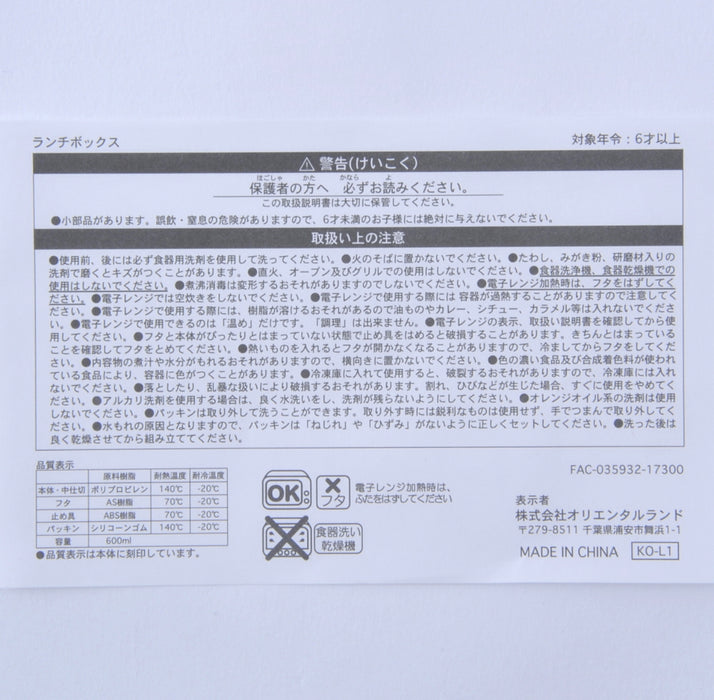 ランチボックス 対象年令：6才以上
⚠警告(けいこく)
ほごしゃ かた かなら よ
保護者の方へ 必ずお読みください。
この取扱説明書は大切に保管してください。
●小部品があります。誤飲・窒息の危険がありますので、6才未満のお子様には絶対に与えないでください。
取扱い上の注意
●使用前、後には必ず食器用洗剤を使用して洗ってください。●火のそばに置かないでください。●たわし、みがき粉、研磨材入りの
洗剤で磨くとキズがつくことがあります。●直火、オーブン及びグリルでの使用はしないでください。●食器洗浄機、食器乾燥機での
使用はしないでください。●煮沸消毒は変形するおそれがありますのでしないでください。●電子レンジ加熱時は、フタをはずしてく
ださい。●電子レンジでは空炊きをしないでください。●電子レンジで使用する際には容器が過熱することがありますので注意してく
ださい。●電子レンジで使用する際には、樹脂が溶けるおそれがあるので油ものやカレー、シチュー、カラメル等は入れないでくださ
い。●電子レンジで使用できるのは「温め」だけです。「調理」は出来ません。●電子レンジの表示、取扱い説明書を確認してから使
用してください。●フタと本体がぴったりとはまっていない状態で止め具をはめると破損することがあります。きちんとはまっている
ことを確認してフタをとめてください。●熱いものを入れるとフタが開かなくなることがありますので、冷ましてからフタをしてくだ
さい。●内容物の煮汁や水分がもれるおそれがありますので、横向きに置かないでください。●色の濃い食品及び合成着色料が使われ
ている食品により、容器に色がつくことがあります。●冷凍庫に入れて使用すると、破裂するおそれがありますので、冷凍庫には入れ
ないでください。●落としたり、乱暴な扱いにより破損するおそれがあります。割れ、ひびなどが生じた場合、すぐに使用をやめてく
ださい。●アルカリ洗剤を使用する場合は、良く水洗いをし、洗剤が残らないようにしてください。●オレンジオイル系の洗剤は使用
しないでください。●パッキンは取り外して洗うことができます。取り外す時には鋭利なものは使用せず、手でつまんで取り外してく
ださい。●水もれの原因となりますので、パッキンは「ねじれ」や「ひずみ」がないように正しくセットしてください。●洗った後は
良く乾燥させてから組み立ててください。
FAC-035932-17300
品質表示
原料樹脂 耐熱温度 耐冷温度
本体・中仕切 ポリプロピレン 140℃ -20℃
フタ AS樹脂 70℃ -20℃
止め具 ABS樹脂 70℃ -20℃
パッキン シリコーンゴム 140℃ -20℃
容量 600ml
●品質表示は本体に刻印しています。
OK
フタ
電子レンジ加熱時は、
ふたをはずしてください
食器洗い
乾燥機
表示者
株式会社オリエンタルランド
〒279-8511 千葉県浦安市舞浜1-1
MADE IN CHINA KO-L1